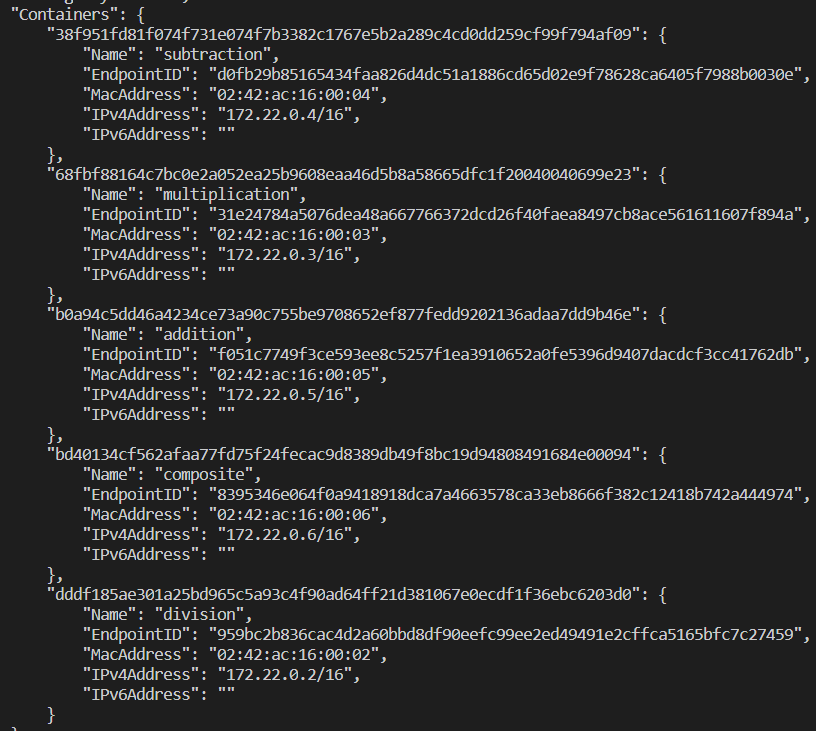 "Containers": {
"38f951fd81f074f731e074f7b3382c1767e5b2a289c4cd0dd259cf99f794af09": {
"Name": "subtraction",
"EndpointID": "d0fb29b85165434faa826d4dc51a1886cd65d02e9f78628ca6405f7988b0030e",
"MacAddress": "02:42:ac:16:00:04",
"IPv4Address": "172.22.0.4/16",
"IPv6Address": ""
},
"68fbf88164c7bc0e2a052ea25b9608eaa46d5b8a58665dfc1f20040040699e23": {
"Name": "multiplication",
"EndpointID": "31e24784a5076dea48a667766372dcd26f40faea8497cb8ace561611607f894a",
"MacAddress": "02:42:ac:16:00:03",
"IPv4Address": "172.22.0.3/16",
"IPv6Address": ""
},
"b0a94c5dd46a4234ce73a90c755be9708652ef877fedd9202136adaa7dd9b46e": {
"Name": "addition",
"EndpointID": "f051c7749f3ce593ee8c5257f1ea3910652a0fe5396d9407dacdcf3cc41762db",
"MacAddress": "02:42:ac:16:00:05",
"IPv4Address": "172.22.0.5/16",
"IPv6Address": ""
},
"bd40134cf562afaa77fd75f24fecac9d8389db49f8bc19d94808491684e00094": {
"Name": "composite",
"EndpointID": "8395346e064f0a9418918dca7a4663578ca33eb8666f382c12418b742a444974",
"MacAddress": "02:42:ac:16:00:06",
"IPv4Address": "172.22.0.6/16",
"IPv6Address": ""
},
"dddf185ae301a25bd965c5a93c4f90ad64ff21d381067e0ecdf1f36ebc6203d0": {
"Name": "division",
"EndpointID": "959bc2b836cac4d2a60bbd8df90eefc99ee2ed49491e2cffca5165bfc7c27459",
"MacAddress": "02:42:ac:16:00:02",
"IPv4Address": "172.22.0.2/16",
"IPv6Address": ""
}